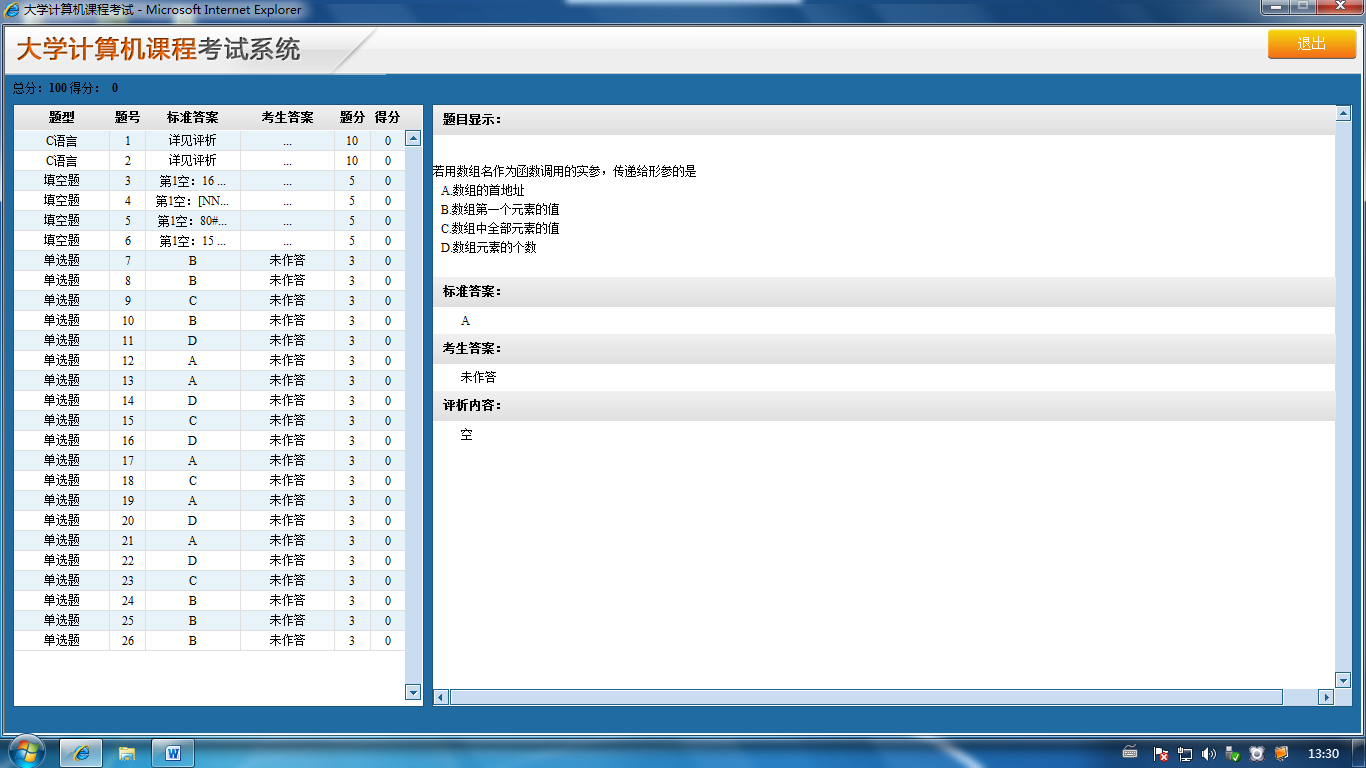 大学计算机课程考试 - Microsoft Internet Explorer
大学计算机课程考试系统
退出
总分：100 得分： 0
题型 题号 标准答案 考生答案 题分 得分
C语言 1 详见评析 ... 10 0
C语言 2 详见评析 ... 10 0
填空题 3 第1空：16 ... ... 5 0
填空题 4 第1空：[NN... ... 5 0
填空题 5 第1空：80#... ... 5 0
填空题 6 第1空：15 ... ... 5 0
单选题 7 B 未作答 3 0
单选题 8 B 未作答 3 0
单选题 9 C 未作答 3 0
单选题 10 B 未作答 3 0
单选题 11 D 未作答 3 0
单选题 12 A 未作答 3 0
单选题 13 A 未作答 3 0
单选题 14 D 未作答 3 0
单选题 15 C 未作答 3 0
单选题 16 D 未作答 3 0
单选题 17 A 未作答 3 0
单选题 18 C 未作答 3 0
单选题 19 A 未作答 3 0
单选题 20 D 未作答 3 0
单选题 21 A 未作答 3 0
单选题 22 D 未作答 3 0
单选题 23 C 未作答 3 0
单选题 24 B 未作答 3 0
单选题 25 B 未作答 3 0
单选题 26 B 未作答 3 0
题目显示：
若用数组名作为函数调用的实参，传递给形参的是
A.数组的首地址
B.数组第一个元素的值
C.数组中全部元素的值
D.数组元素的个数
标准答案：
A
考生答案：
未作答
评析内容：
空
13:30